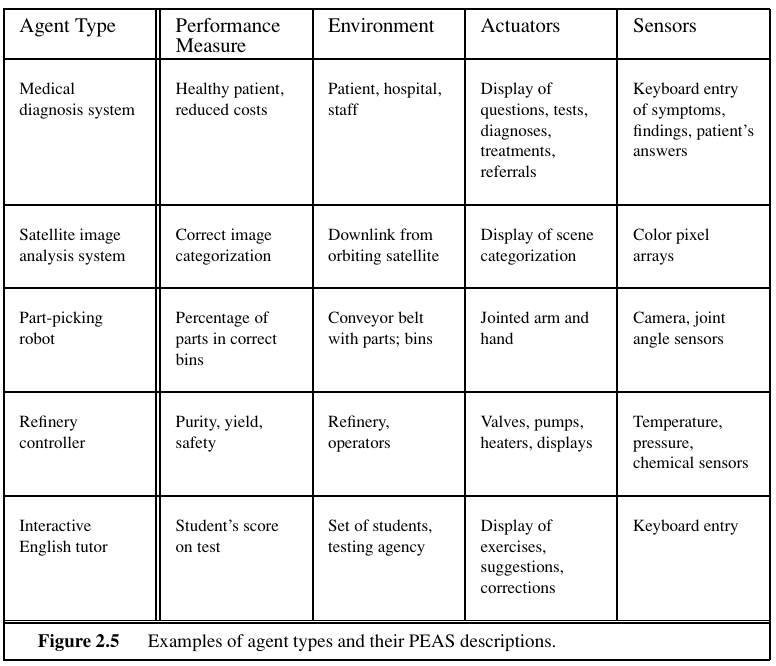 Agent Type
Performance
Measure
Environment
Actuators
Sensors
Medical
diagnosis system
Healthy patient,
reduced costs
Patient, hospital,
staff
Display of
questions, tests,
diagnoses,
treatments,
referrals
Keyboard entry
of symptoms,
findings, patient's
answers
Satellite image
analysis system
Correct image
categorization
Downlink from
orbiting satellite
Display of scene
categorization
Color pixel
arrays
Part-picking
robot
Percentage of
parts in correct
bins
Conveyor belt
with parts; bins
Jointed arm and
hand
Camera, joint
angle sensors
Refinery
controller
Purity, yield,
safety
Refinery,
operators
Valves, pumps,
heaters, displays
Temperature,
pressure,
chemical sensors
Interactive
English tutor
Student's score
on test
Set of students,
testing agency
Display of
exercises,
suggestions,
corrections
Keyboard entry
Figure 2.5 Examples of agent types and their PEAS descriptions.